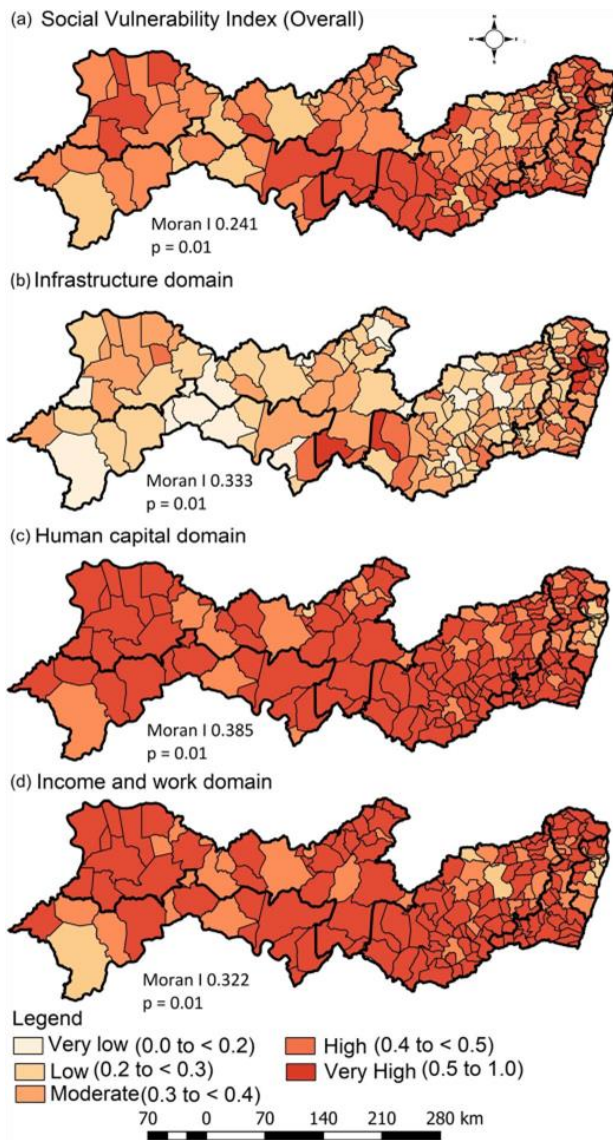 (a) Social Vulnerability Index (Overall)
N
S
Moran I 0.241
p = 0.01
(b) Infrastructure domain
Moran I 0.333
p = 0.01
(c) Human capital domain
Moran I 0.385
p = 0.01
(d) Income and work domain
Moran I 0.322
p = 0.01
Legend
Very low (0.0 to < 0.2)
High (0.4 to < 0.5)
Low (0.2 to < 0.3)
Very High (0.5 to 1.0)
Moderate (0.3 to < 0.4)
70 0 70 140 210 280 km